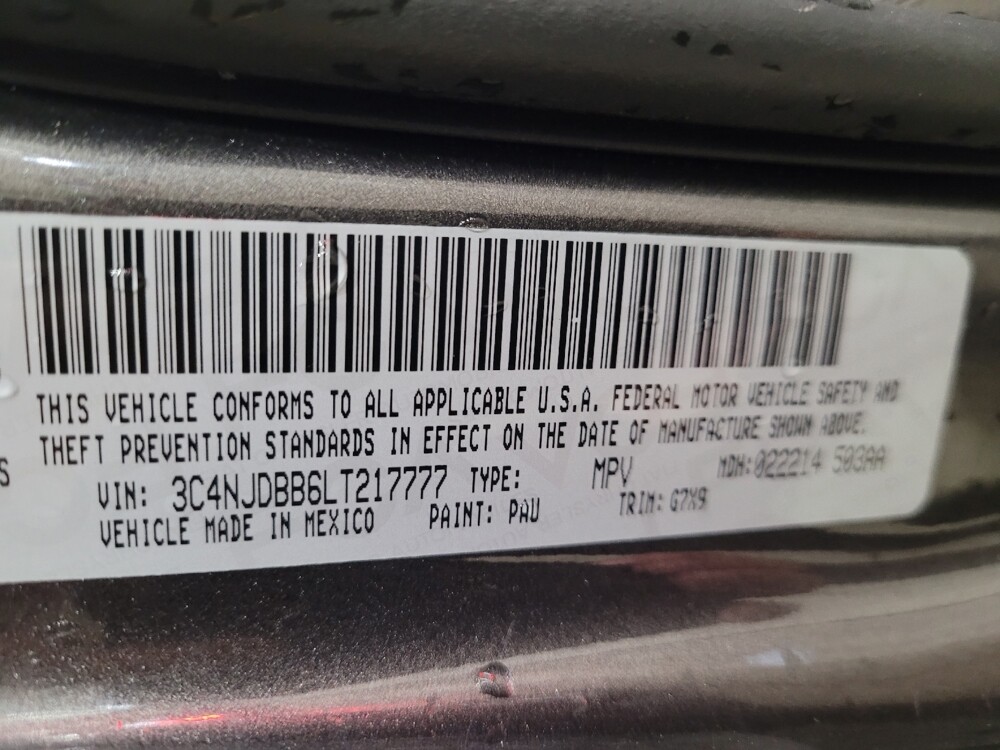 THIS VEHICLE CONFORMS TO ALL APPLICABLE U.S.A. FEDERAL MOTOR VEHICLE SAFETY AND
THEFT PREVENTION STANDARDS IN EFFECT ON THE DATE OF MANUFACTURE SHOWN ABOVE.
S
VIN: 3C4NJDBB6LT217777 TYPE: MPV MDH: 022214 503AA
VEHICLE MADE IN MEXICO PAINT: PAU TRIM: G7X9